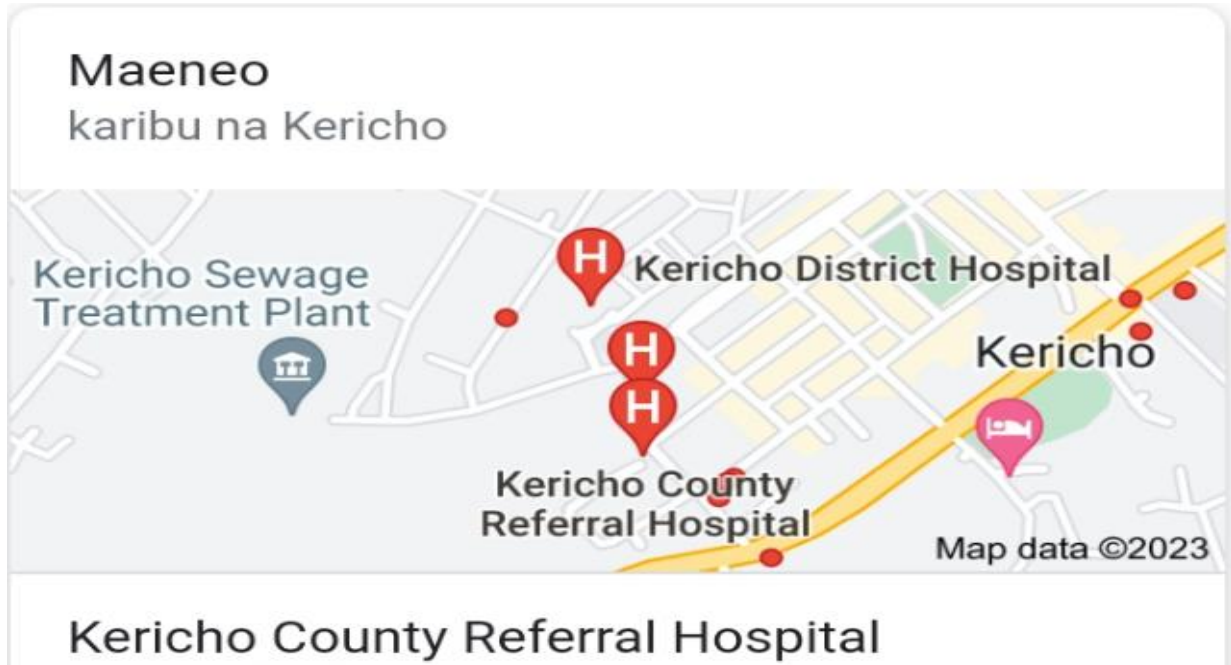 Maeneo
karibu na Kericho
H
Kericho District Hospital
Kericho Sewage
Treatment Plant
H
Kericho
H
Kericho County
Referral Hospital
Map data ©2023
Kericho County Referral Hospital